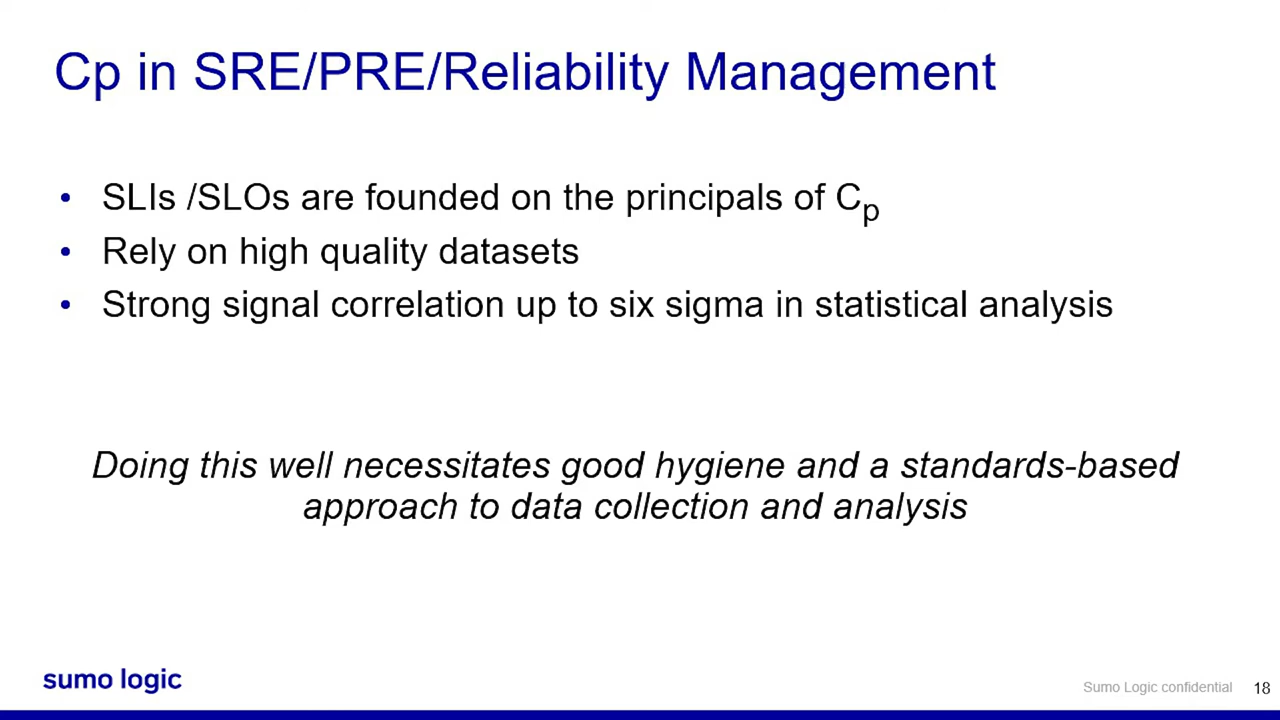 Cp in SRE/PRE/Reliability Management
• SLIs /SLOs are founded on the principals of Cp
• Rely on high quality datasets
• Strong signal correlation up to six sigma in statistical analysis
Doing this well necessitates good hygiene and a standards-based
approach to data collection and analysis
sumo logic
Sumo Logic confidential 18